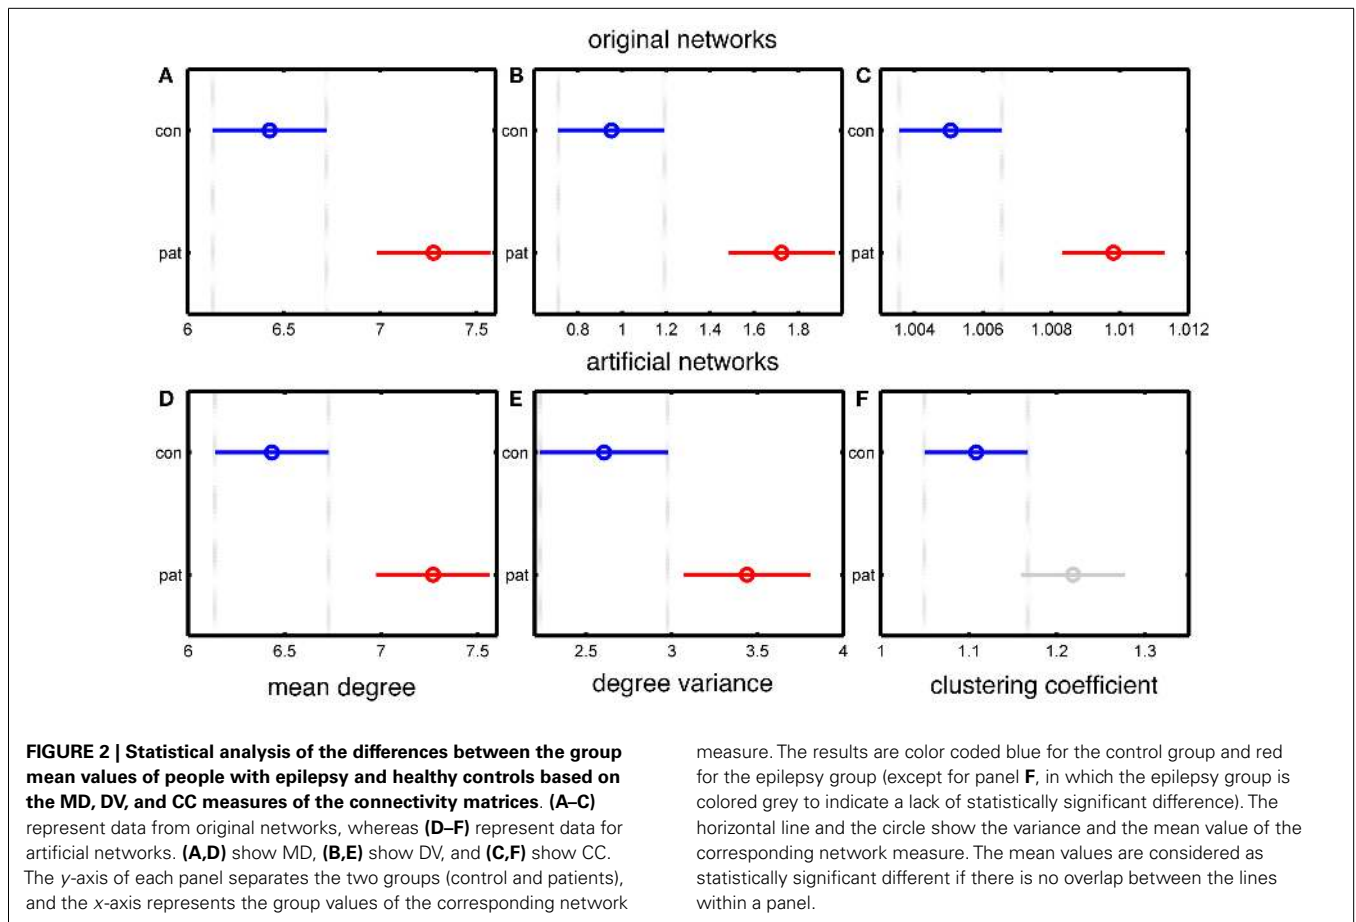 original networks
A
B
C
con
con
con
pat
pat
pat
6 6.5 7 7.5
0.8 1 1.2 1.4 1.6 1.8
1.004 1.006 1.008 1.01 1.012
artificial networks
D
E
F
con
con
con
pat
pat
pat
6 6.5 7 7.5
2.5 3 3.5 4
1 1.1 1.2 1.3
mean degree
degree variance
clustering coefficient
FIGURE 2 | Statistical analysis of the differences between the group
mean values of people with epilepsy and healthy controls based on
the MD, DV, and CC measures of the connectivity matrices. (A–C)
represent data from original networks, whereas (D–F) represent data for
artificial networks. (A,D) show MD, (B,E) show DV, and (C,F) show CC.
The y-axis of each panel separates the two groups (control and patients),
and the x-axis represents the group values of the corresponding network
measure. The results are color coded blue for the control group and red
for the epilepsy group (except for panel F, in which the epilepsy group is
colored grey to indicate a lack of statistically significant difference). The
horizontal line and the circle show the variance and the mean value of the
corresponding network measure. The mean values are considered as
statistically significant different if there is no overlap between the lines
within a panel.